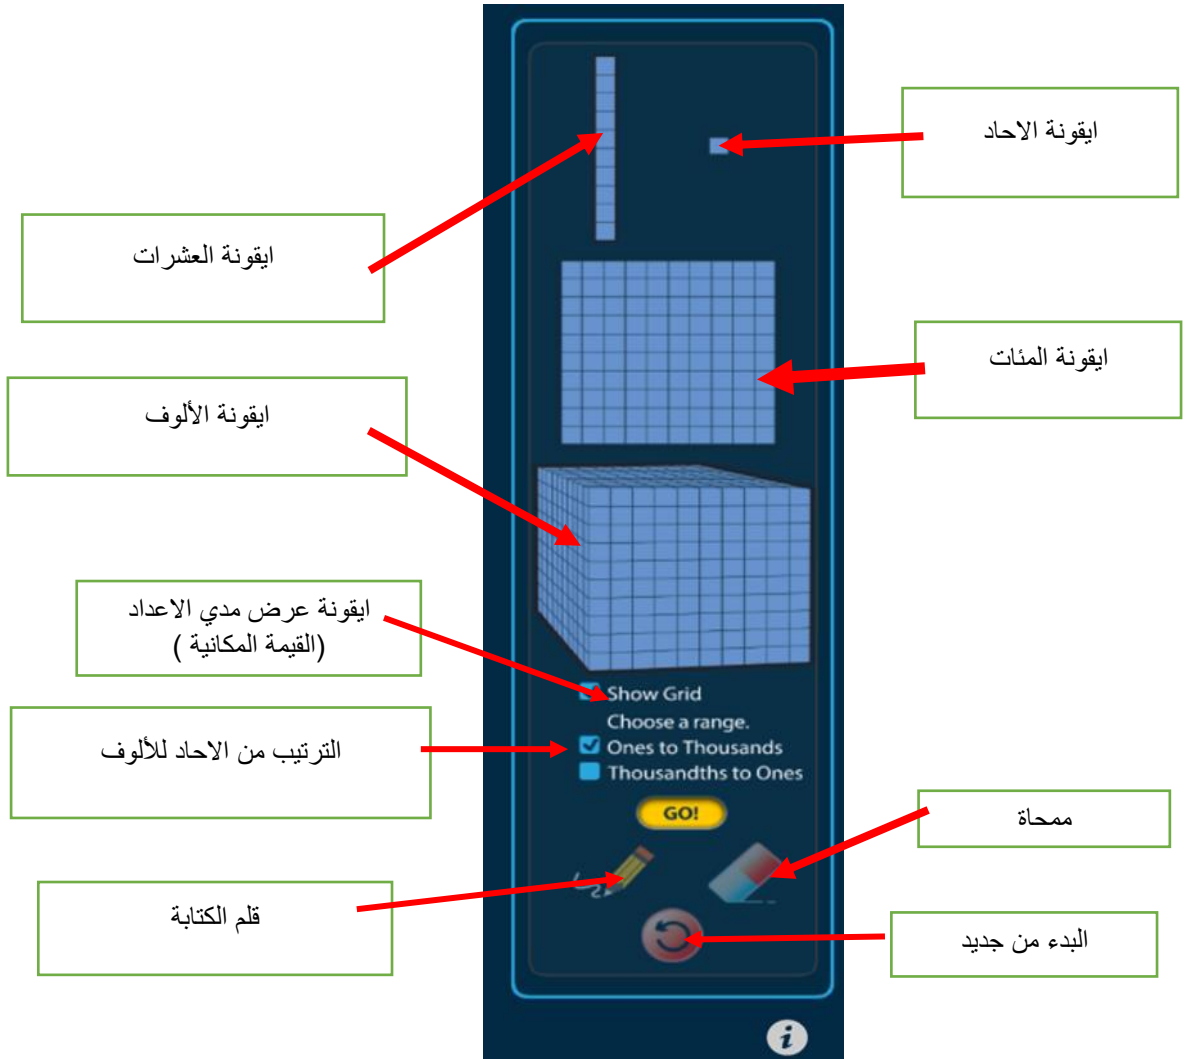 ايقونة الاحاد
ايقونة العشرات
ايقونة المئات
ايقونة الألوف
ايقونة عرض مدي الاعداد
(القيمة المكانية )
Show Grid
Choose a range.
الترتيب من الاحاد للألوف
Ones to Thousands
Thousandths to Ones
GO!
ممحاة
قلم الكتابة
البدء من جديد
i